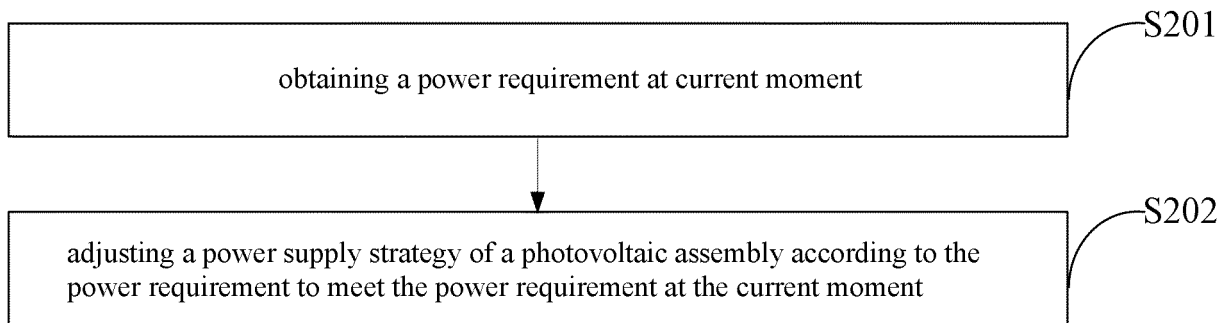 S201
obtaining a power requirement at current moment
S202
adjusting a power supply strategy of a photovoltaic assembly according to the
power requirement to meet the power requirement at the current moment